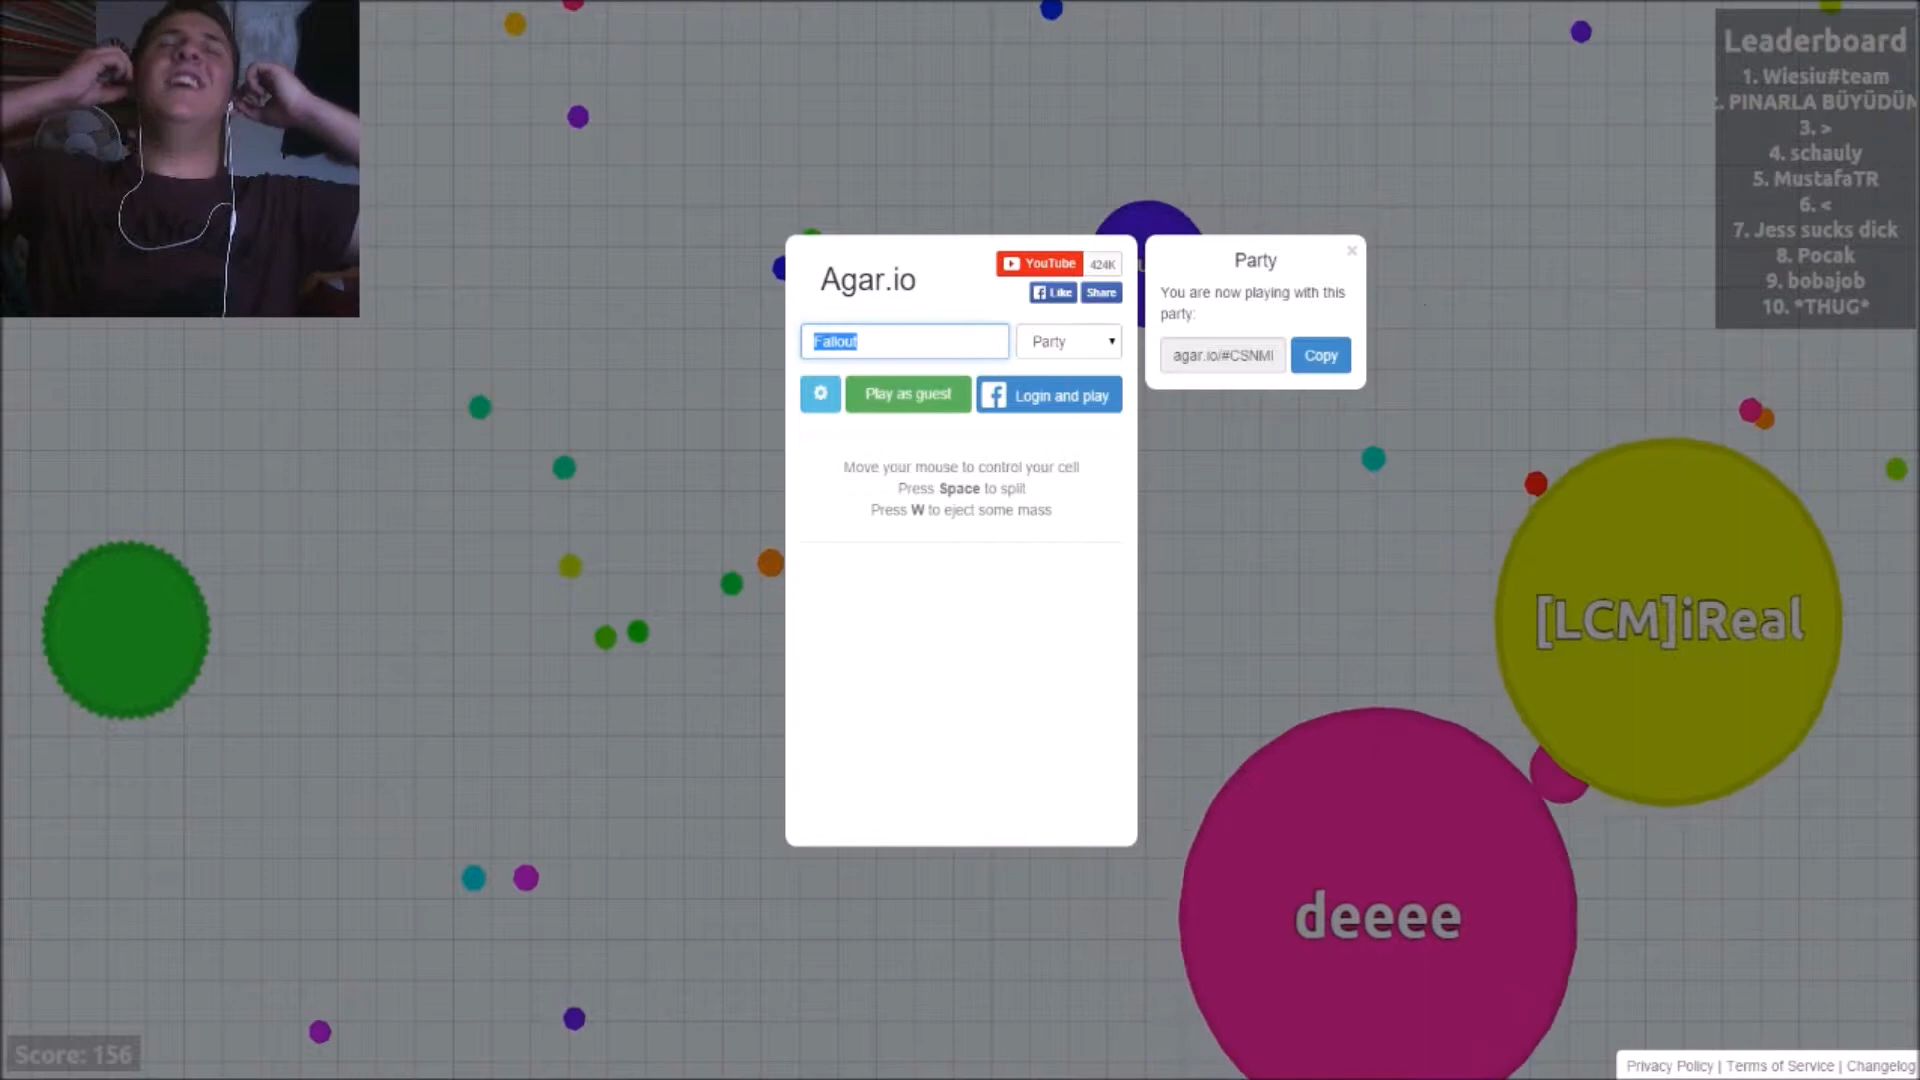 Leaderboard
1. Wiesiu#team
2. PINARLA BÜYÜDÜN
3. >
4. schauly
5. MustafaTR
6. <
7. Jess sucks dick
8. Pocak
9. bobajob
10. *THUG*
Agar.io
YouTube 424K
Like Share
Fallout
Party
Play as guest
Login and play
Move your mouse to control your cell
Press Space to split
Press W to eject some mass
Party
×
You are now playing with this
party:
agar.io/#CSNMI
Copy
[LCM]iReal
deeee
Score: 156
Privacy Policy | Terms of Service | Changelog